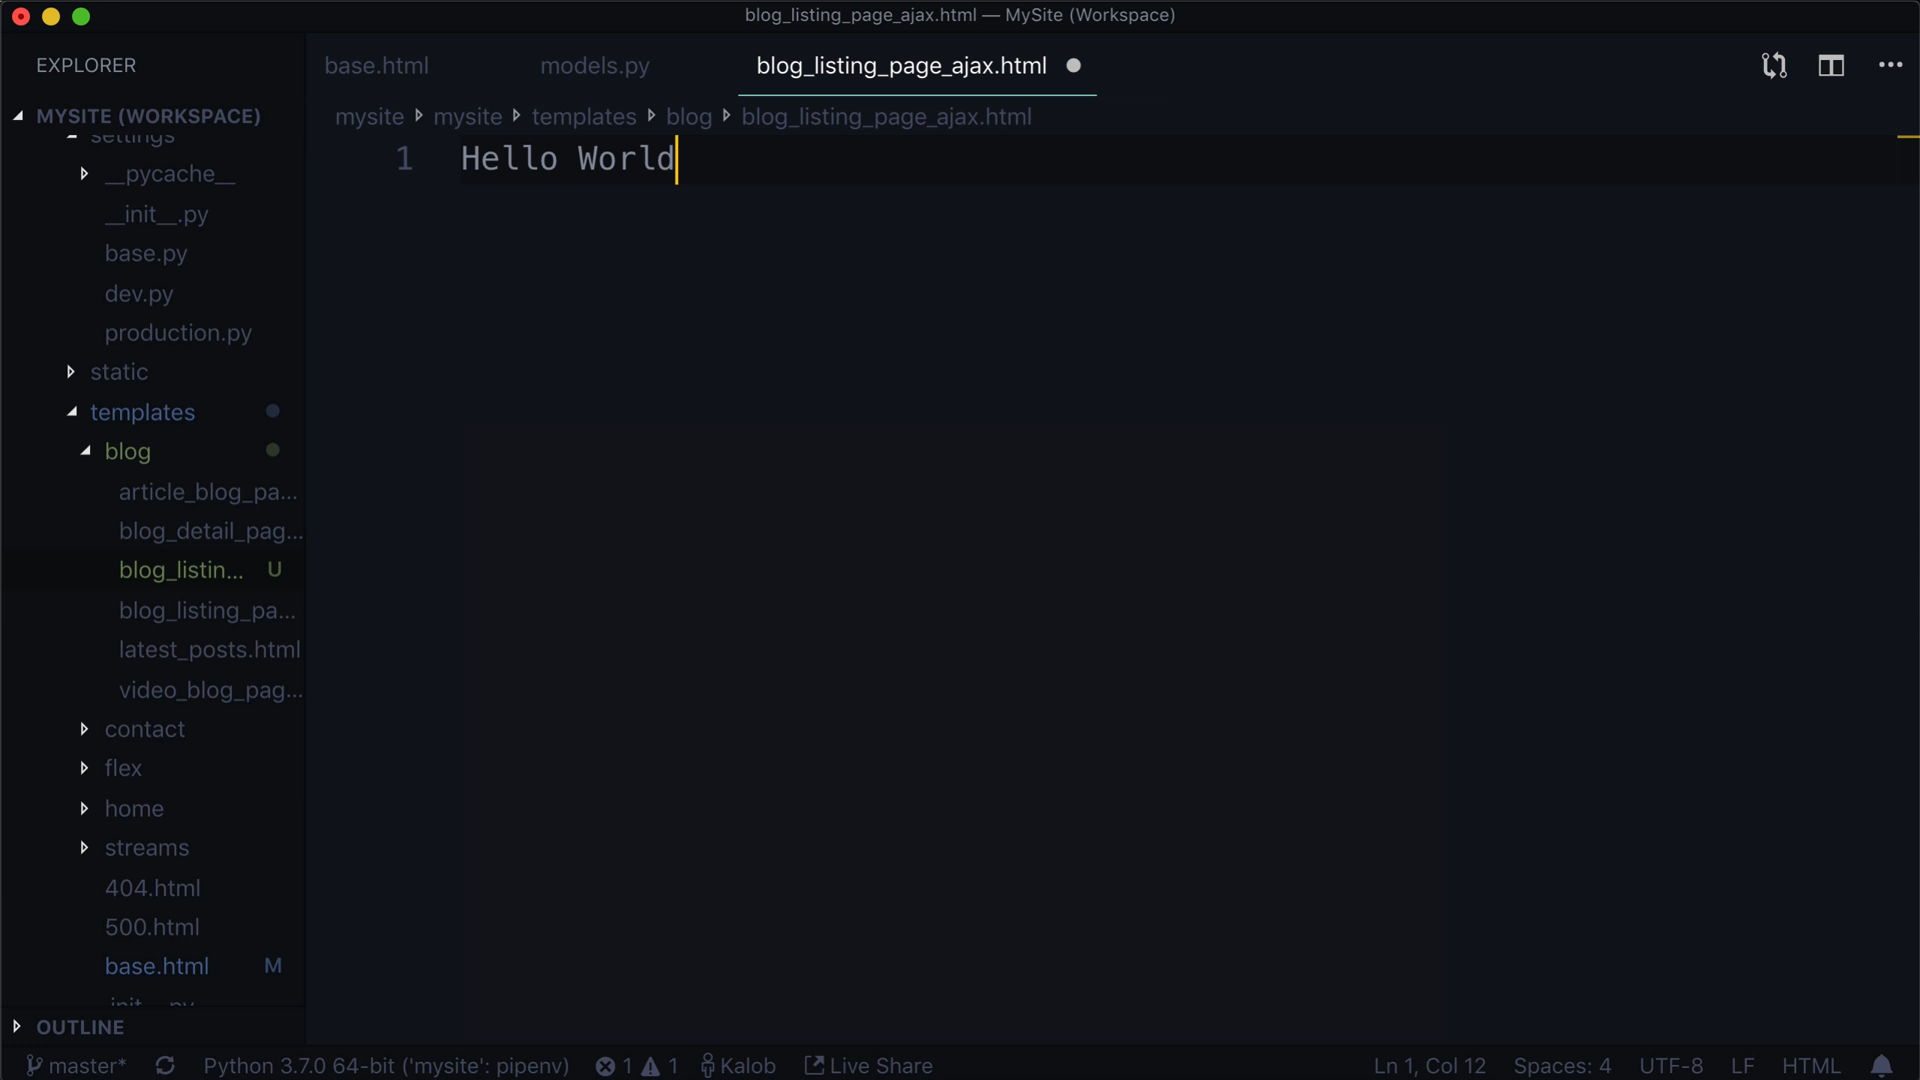 blog_listing_page_ajax.html — MySite (Workspace)
EXPLORER
base.html
models.py
blog_listing_page_ajax.html
MYSITE (WORKSPACE)
mysite
mysite
templates
blog
blog_listing_page_ajax.html
1 Hello World
settings
__pycache__
__init__.py
base.py
dev.py
production.py
static
templates
blog
article_blog_pa...
blog_detail_pag...
blog_listin... U
blog_listing_pa...
latest_posts.html
video_blog_pag...
contact
flex
home
streams
404.html
500.html
base.html M
__init__.py
OUTLINE
master* Python 3.7.0 64-bit ('mysite': pipenv) 1 1 Kalob Live Share Ln 1, Col 12 Spaces: 4 UTF-8 LF HTML